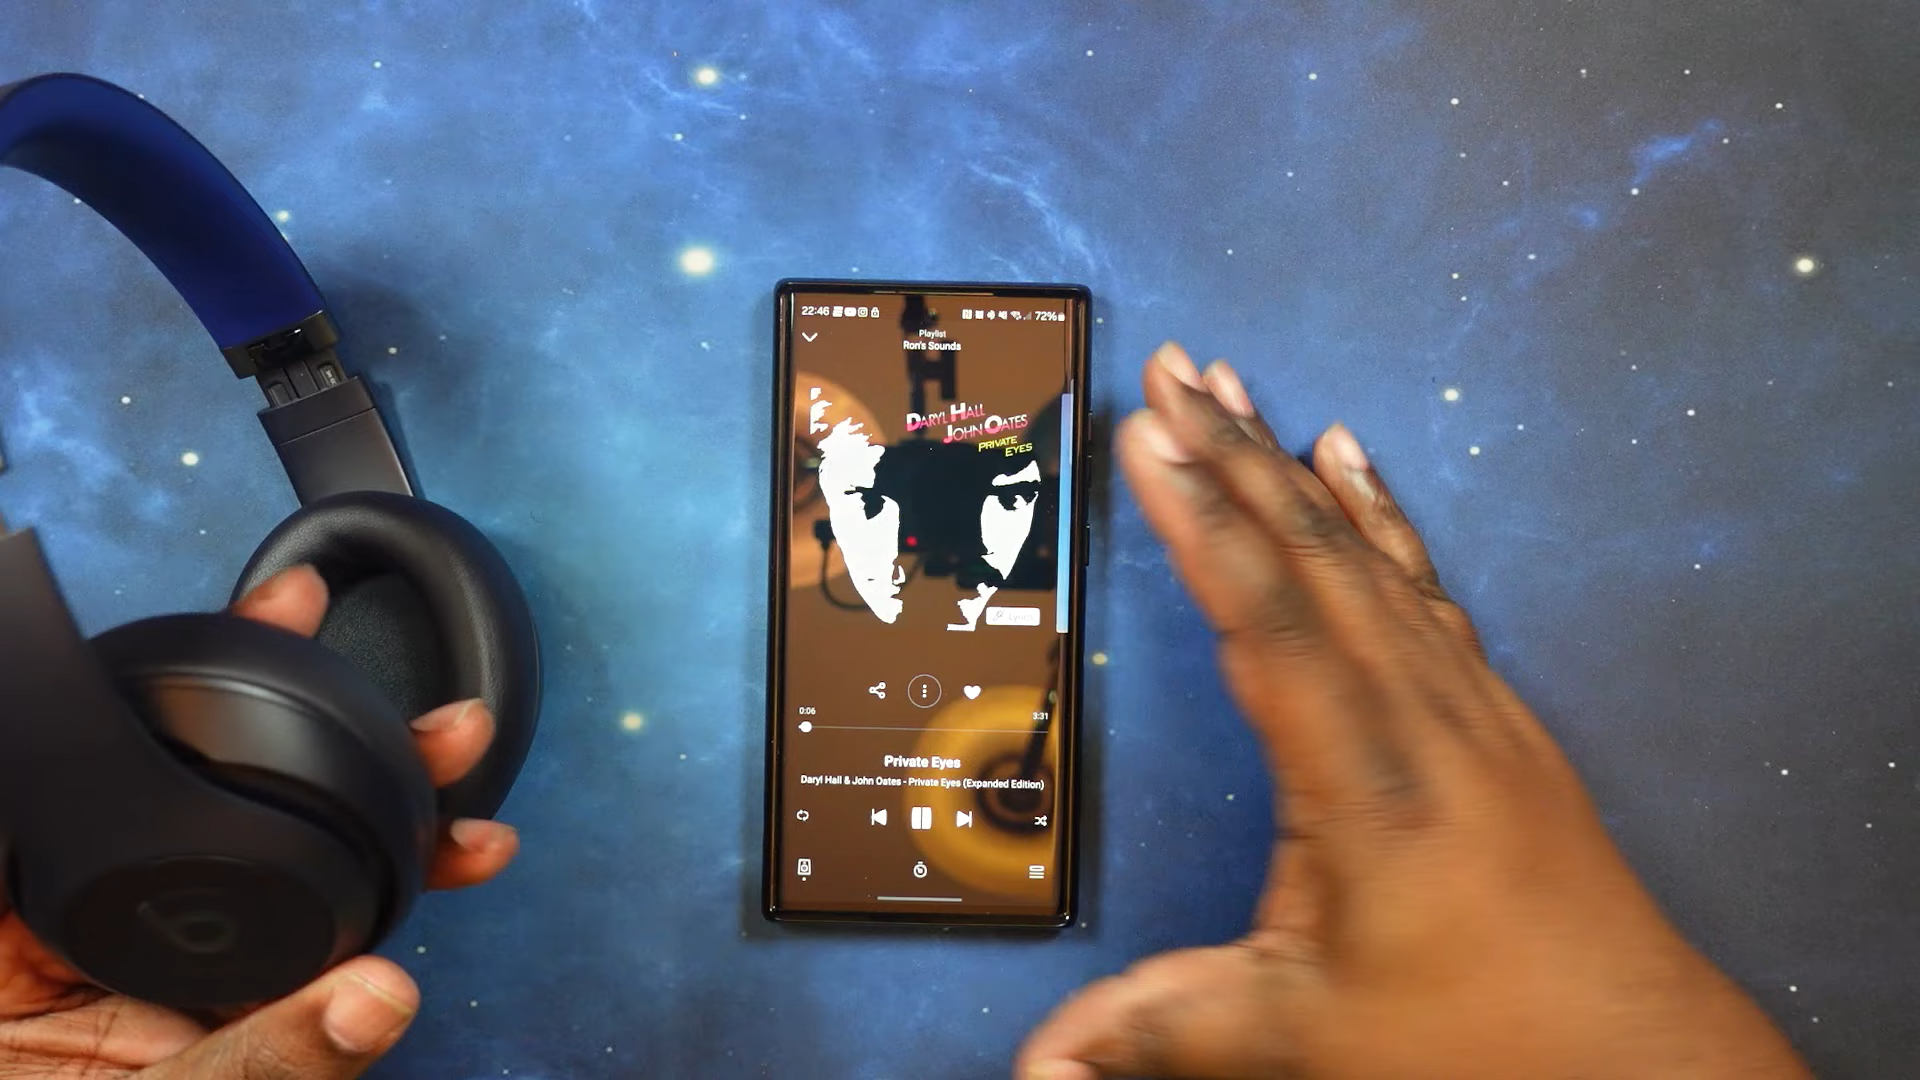 22:46
72%
Playlist
Ron's Sounds
DARYL HALL
JOHN OATES
PRIVATE
EYES
Lyrics
0:06
3:31
Private Eyes
Daryl Hall & John Oates - Private Eyes (Expanded Edition)